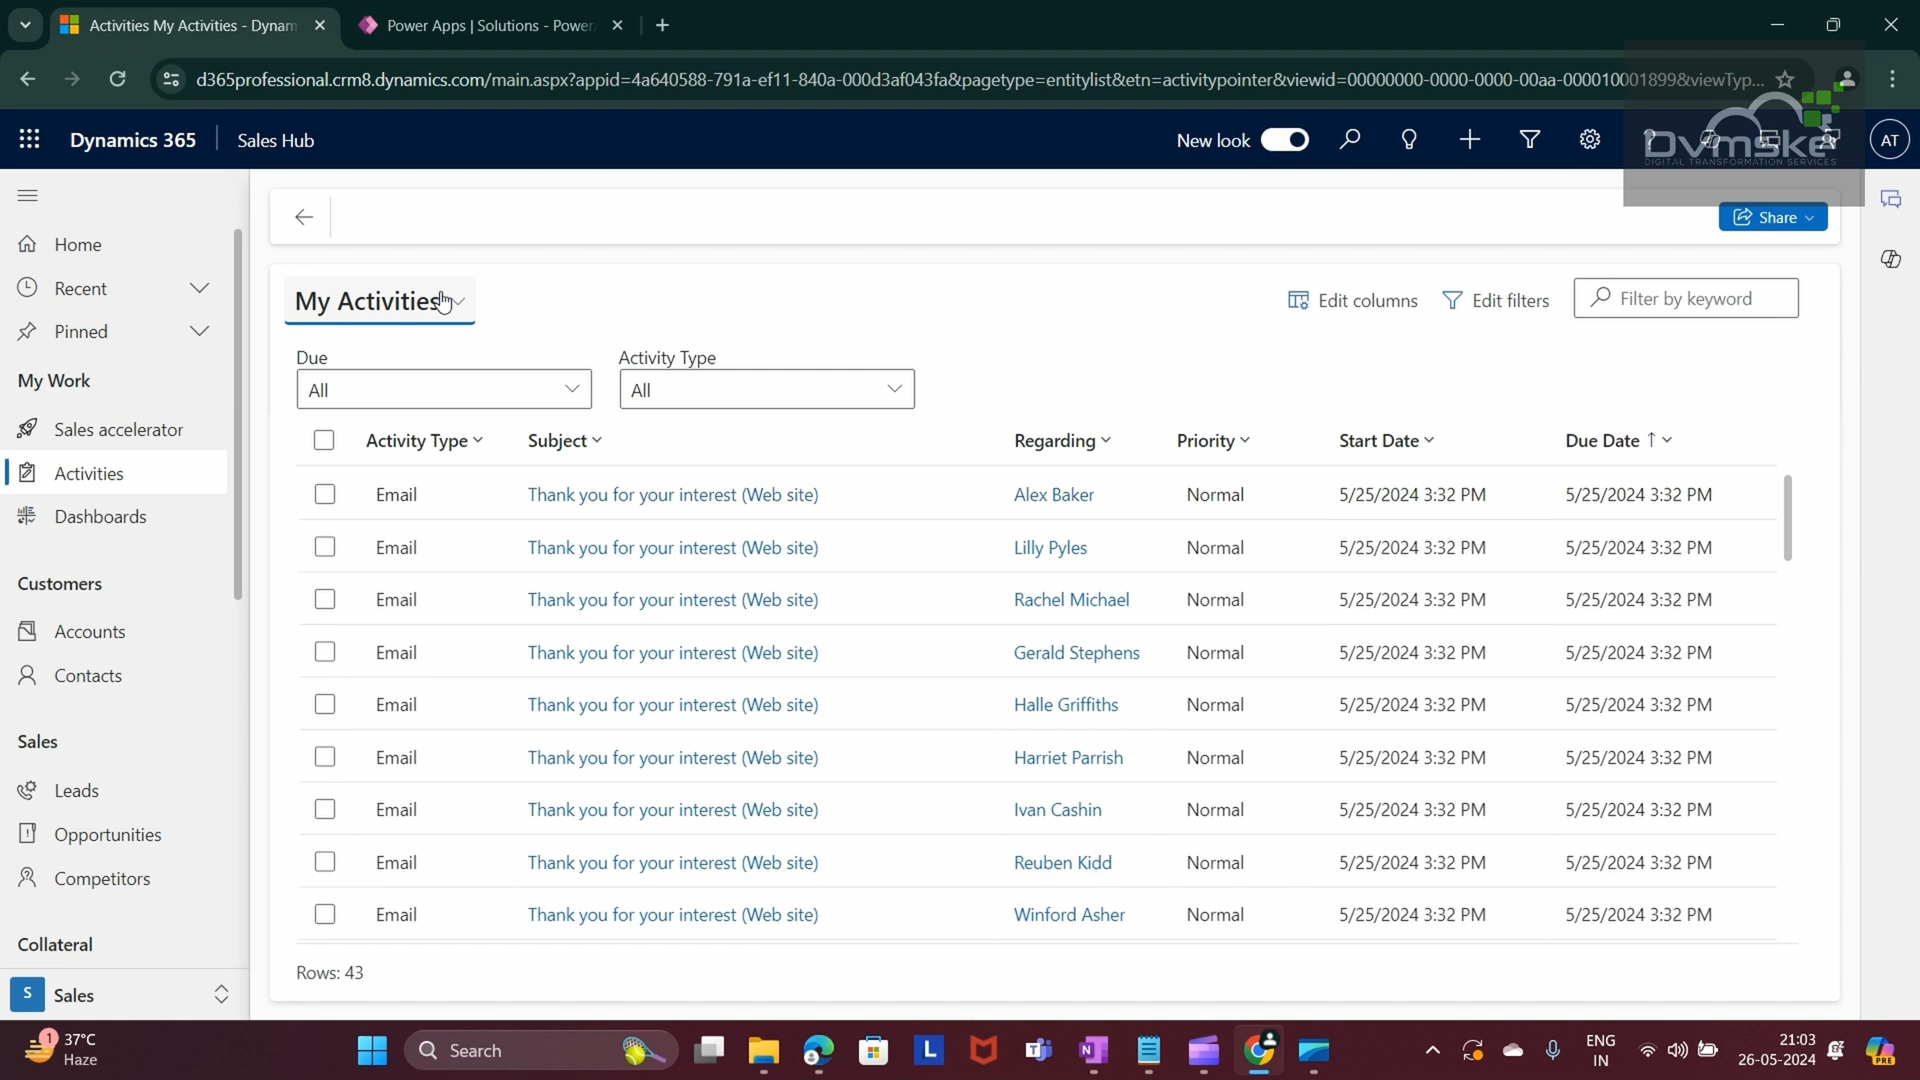 Activities My Activities - Dynam
Power Apps | Solutions - Power
d365professional.crm8.dynamics.com/main.aspx?appid=4a640588-791a-ef11-840a-000d3af043fa&pagetype=entitylist&etn=activitypointer&viewid=00000000-0000-0000-00aa-000010001899&viewTyp...
Dynamics 365
Sales Hub
New look
AT
Dvmske
DIGITAL TRANSFORMATION SERVICES
Share
Home
Recent
Pinned
My Work
Sales accelerator
Activities
Dashboards
Customers
Accounts
Contacts
Sales
Leads
Opportunities
Competitors
Collateral
S
Sales
My Activities
Edit columns
Edit filters
Filter by keyword
Due
Activity Type
All
All
Activity Type Subject Regarding Priority Start Date Due Date ↑
Email Thank you for your interest (Web site) Alex Baker Normal 5/25/2024 3:32 PM 5/25/2024 3:32 PM
Email Thank you for your interest (Web site) Lilly Pyles Normal 5/25/2024 3:32 PM 5/25/2024 3:32 PM
Email Thank you for your interest (Web site) Rachel Michael Normal 5/25/2024 3:32 PM 5/25/2024 3:32 PM
Email Thank you for your interest (Web site) Gerald Stephens Normal 5/25/2024 3:32 PM 5/25/2024 3:32 PM
Email Thank you for your interest (Web site) Halle Griffiths Normal 5/25/2024 3:32 PM 5/25/2024 3:32 PM
Email Thank you for your interest (Web site) Harriet Parrish Normal 5/25/2024 3:32 PM 5/25/2024 3:32 PM
Email Thank you for your interest (Web site) Ivan Cashin Normal 5/25/2024 3:32 PM 5/25/2024 3:32 PM
Email Thank you for your interest (Web site) Reuben Kidd Normal 5/25/2024 3:32 PM 5/25/2024 3:32 PM
Email Thank you for your interest (Web site) Winford Asher Normal 5/25/2024 3:32 PM 5/25/2024 3:32 PM
Rows: 43
1
37°C
Haze
Search
L
ENG
IN
21:03
26-05-2024
PRE